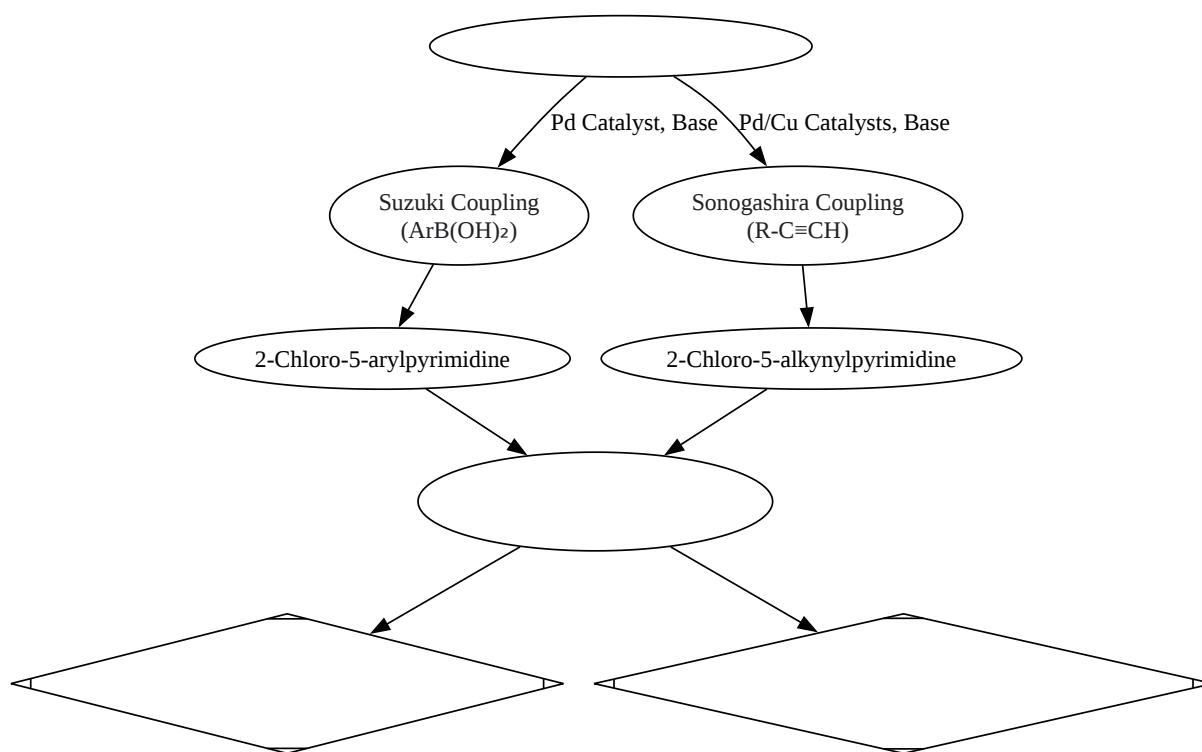 Pd Catalyst, Base
Pd/Cu Catalysts, Base
Suzuki Coupling
(ArB(OH)₂)
Sonogashira Coupling
(R-C≡CH)
2-Chloro-5-arylpyrimidine
2-Chloro-5-alkynylpyrimidine